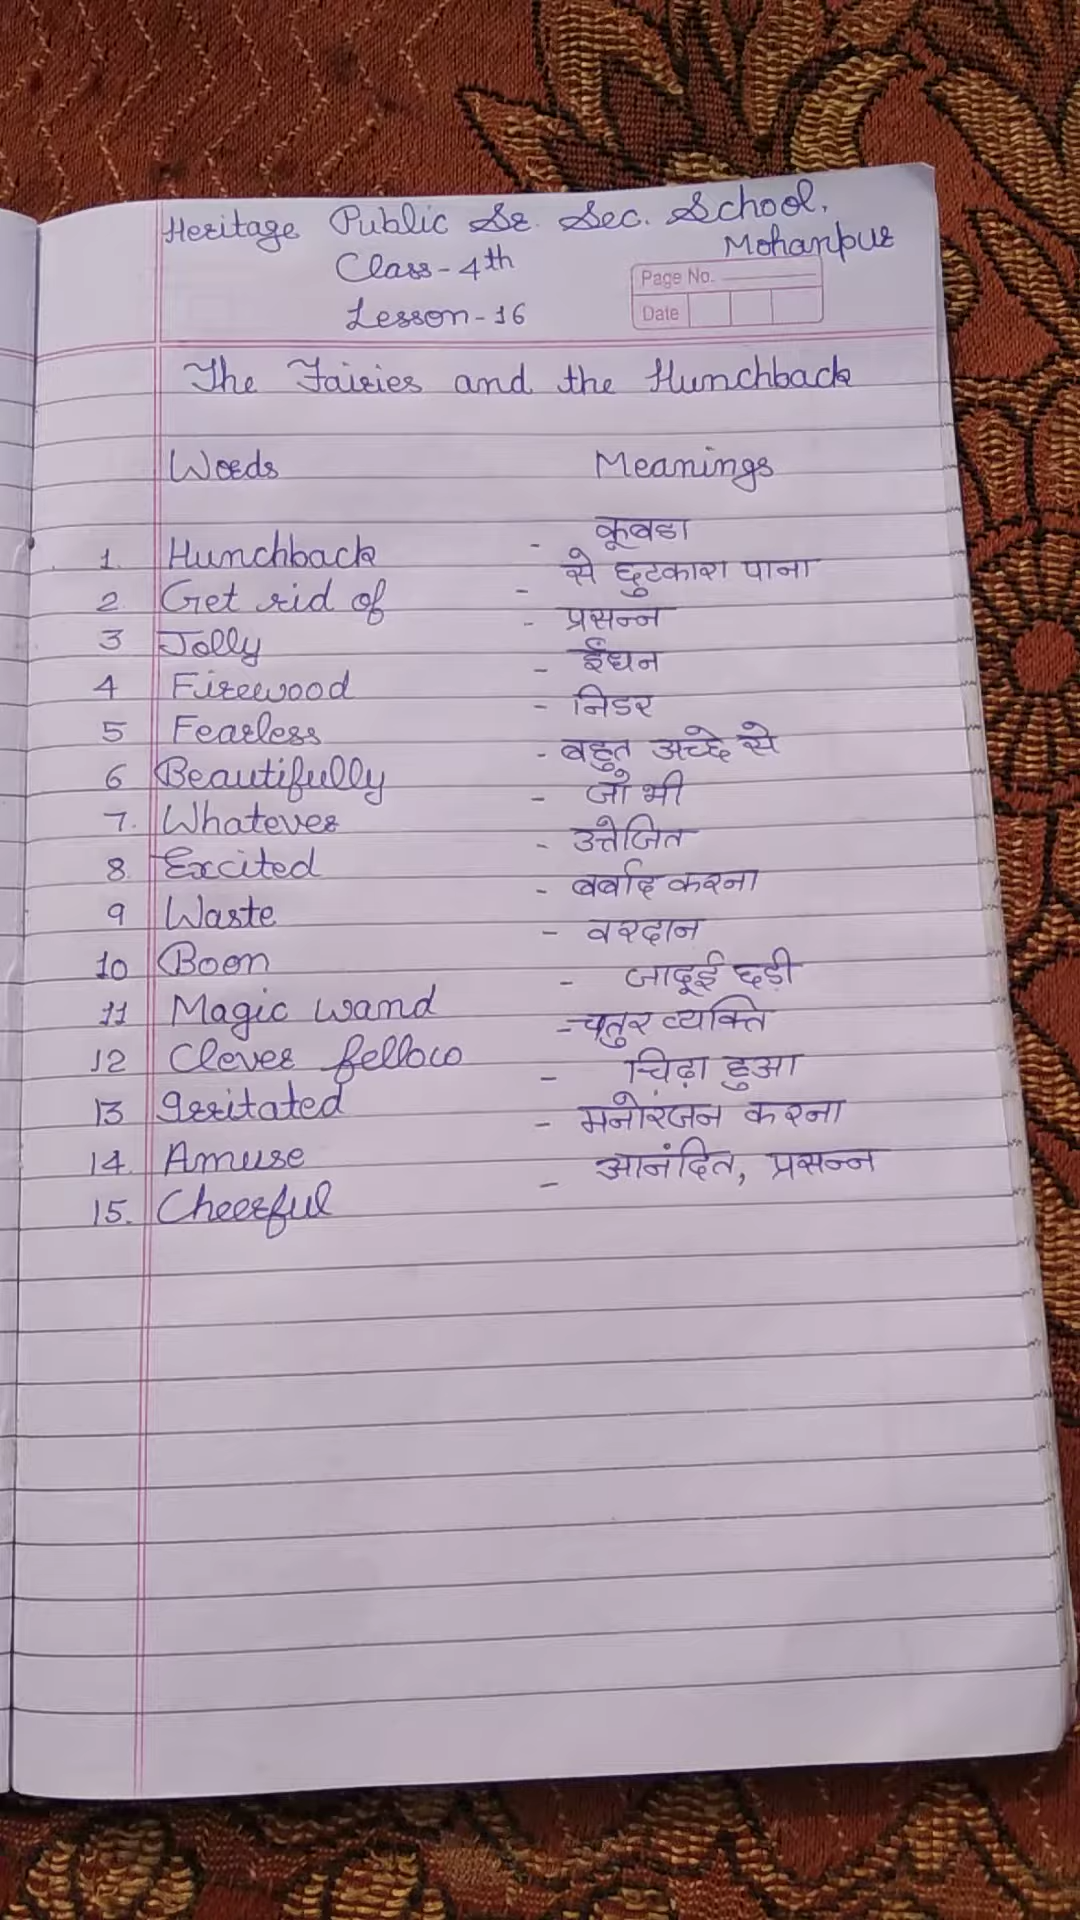 Heritage Public Sr. Sec. School,
Mohanpur
Class - 4th
Page No.
Lesson - 16
Date
The Fairies and the Hunchback
Words Meanings
1. Hunchback - कूबडा
2. Get rid of - से छुटकारा पाना
3 Jolly - प्रसन्न
4 Firewood - ईंधन
5 Fearless - निडर
6 Beautifully - बहुत अच्छे से
7. Whatever - जो भी
8. Excited - उत्तेजित
9 Waste - बर्बाद करना
10 Boon - वरदान
11 Magic wand - जादूई छड़ी
12 Clever fellow - चतुर व्यक्ति
13 Irritated - चिढ़ा हुआ
14. Amuse - मनोरंजन करना
15. Cheerful - आनंदित, प्रसन्न